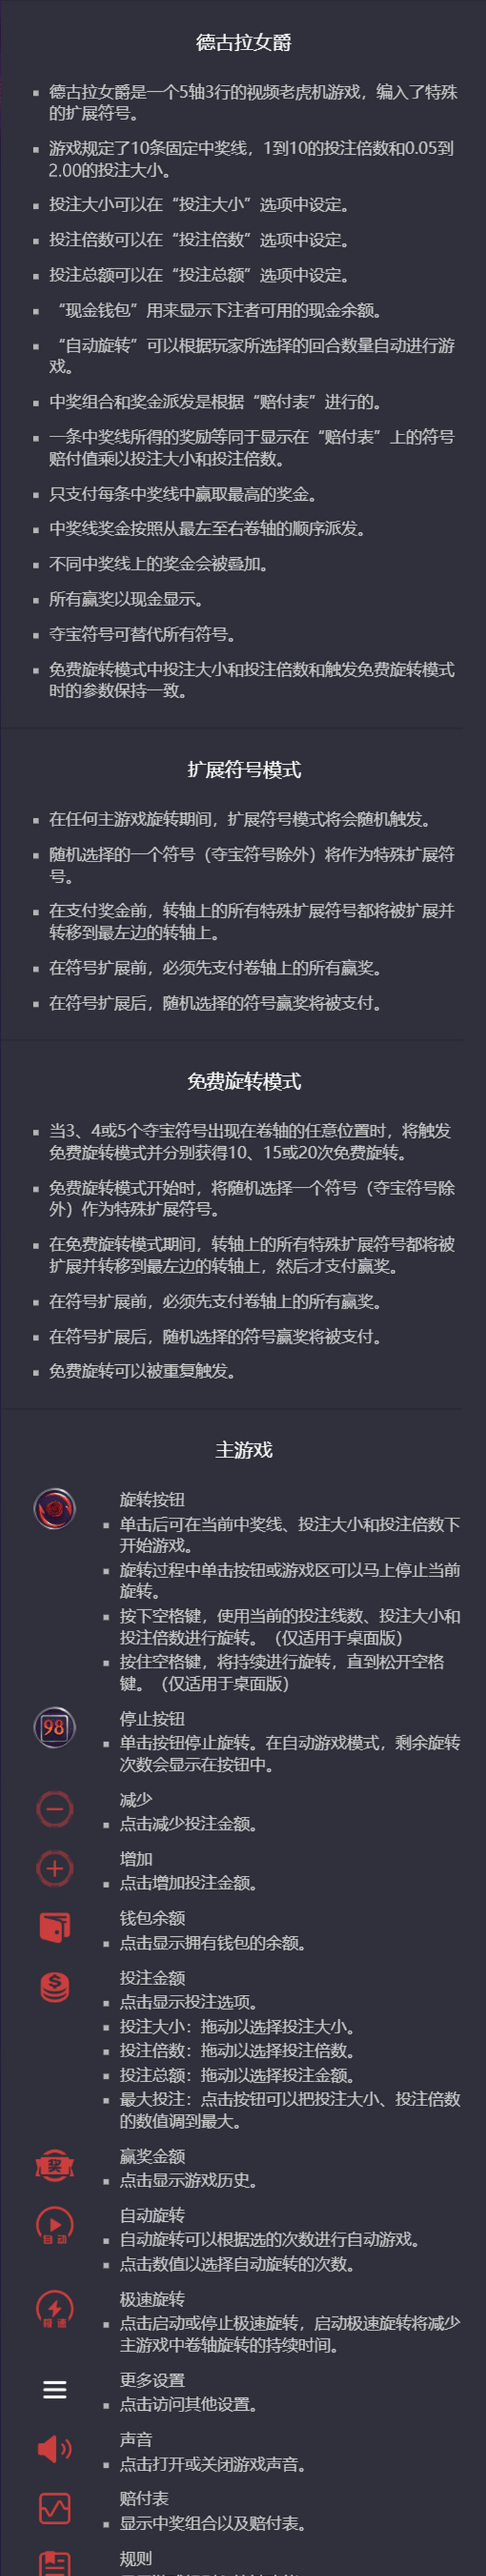 德古拉女爵
德古拉女爵是一个5轴3行的视频老虎机游戏，编入了特殊
的扩展符号。
游戏规定了10条固定中奖线，1到10的投注倍数和0.05到
2.00的投注大小。
投注大小可以在“投注大小”选项中设定。
投注倍数可以在“投注倍数”选项中设定。
投注总额可以在“投注总额”选项中设定。
“现金钱包”用来显示下注者可用的现金余额。
“自动旋转”可以根据玩家所选择的回合数量自动进行游
戏。
中奖组合和奖金派发是根据“赔付表”进行的。
一条中奖线所得的奖励等同于显示在“赔付表”上的符号
赔付值乘以投注大小和投注倍数。
只支付每条中奖线中赢取最高的奖金。
中奖线奖金按照从最左至右卷轴的顺序派发。
不同中奖线上的奖金会被叠加。
所有赢奖以现金显示。
夺宝符号可替代所有符号。
免费旋转模式中投注大小和投注倍数和触发免费旋转模式
时的参数保持一致。
扩展符号模式
在任何主游戏旋转期间，扩展符号模式将会随机触发。
随机选择的一个符号（夺宝符号除外）将作为特殊扩展符
号。
在支付奖金前，转轴上的所有特殊扩展符号都将被扩展并
转移到最左边的转轴上。
在符号扩展前，必须先支付卷轴上的所有赢奖。
在符号扩展后，随机选择的符号赢奖将被支付。
免费旋转模式
当3、4或5个夺宝符号出现在卷轴的任意位置时，将触发
免费旋转模式并分别获得10、15或20次免费旋转。
免费旋转模式开始时，将随机选择一个符号（夺宝符号除
外）作为特殊扩展符号。
在免费旋转模式期间，转轴上的所有特殊扩展符号都将被
扩展并转移到最左边的转轴上，然后才支付赢奖。
在符号扩展前，必须先支付卷轴上的所有赢奖。
在符号扩展后，随机选择的符号赢奖将被支付。
免费旋转可以被重复触发。
主游戏
旋转按钮
单击后可在当前中奖线、投注大小和投注倍数下
开始游戏。
旋转过程中单击按钮或游戏区可以马上停止当前
旋转。
按下空格键，使用当前的投注线数、投注大小和
投注倍数进行旋转。（仅适用于桌面版）
按住空格键，将持续进行旋转，直到松开空格
键。（仅适用于桌面版）
98
停止按钮
单击按钮停止旋转。在自动游戏模式，剩余旋转
次数会显示在按钮中。
减少
点击减少投注金额。
增加
点击增加投注金额。
钱包余额
点击显示拥有钱包的余额。
投注金额
点击显示投注选项。
投注大小：拖动以选择投注大小。
投注倍数：拖动以选择投注倍数。
投注总额：拖动以选择投注金额。
最大投注：点击按钮可以把投注大小、投注倍数
的数值调到最大。
奖
赢奖金额
点击显示游戏历史。
自动
自动旋转
自动旋转可以根据选的次数进行自动游戏。
点击数值以选择自动旋转的次数。
极速
极速旋转
点击启动或停止极速旋转，启动极速旋转将减少
主游戏中卷轴旋转的持续时间。
更多设置
点击访问其他设置。
声音
点击打开或关闭游戏声音。
赔付表
显示中奖组合以及赔付表。
规则